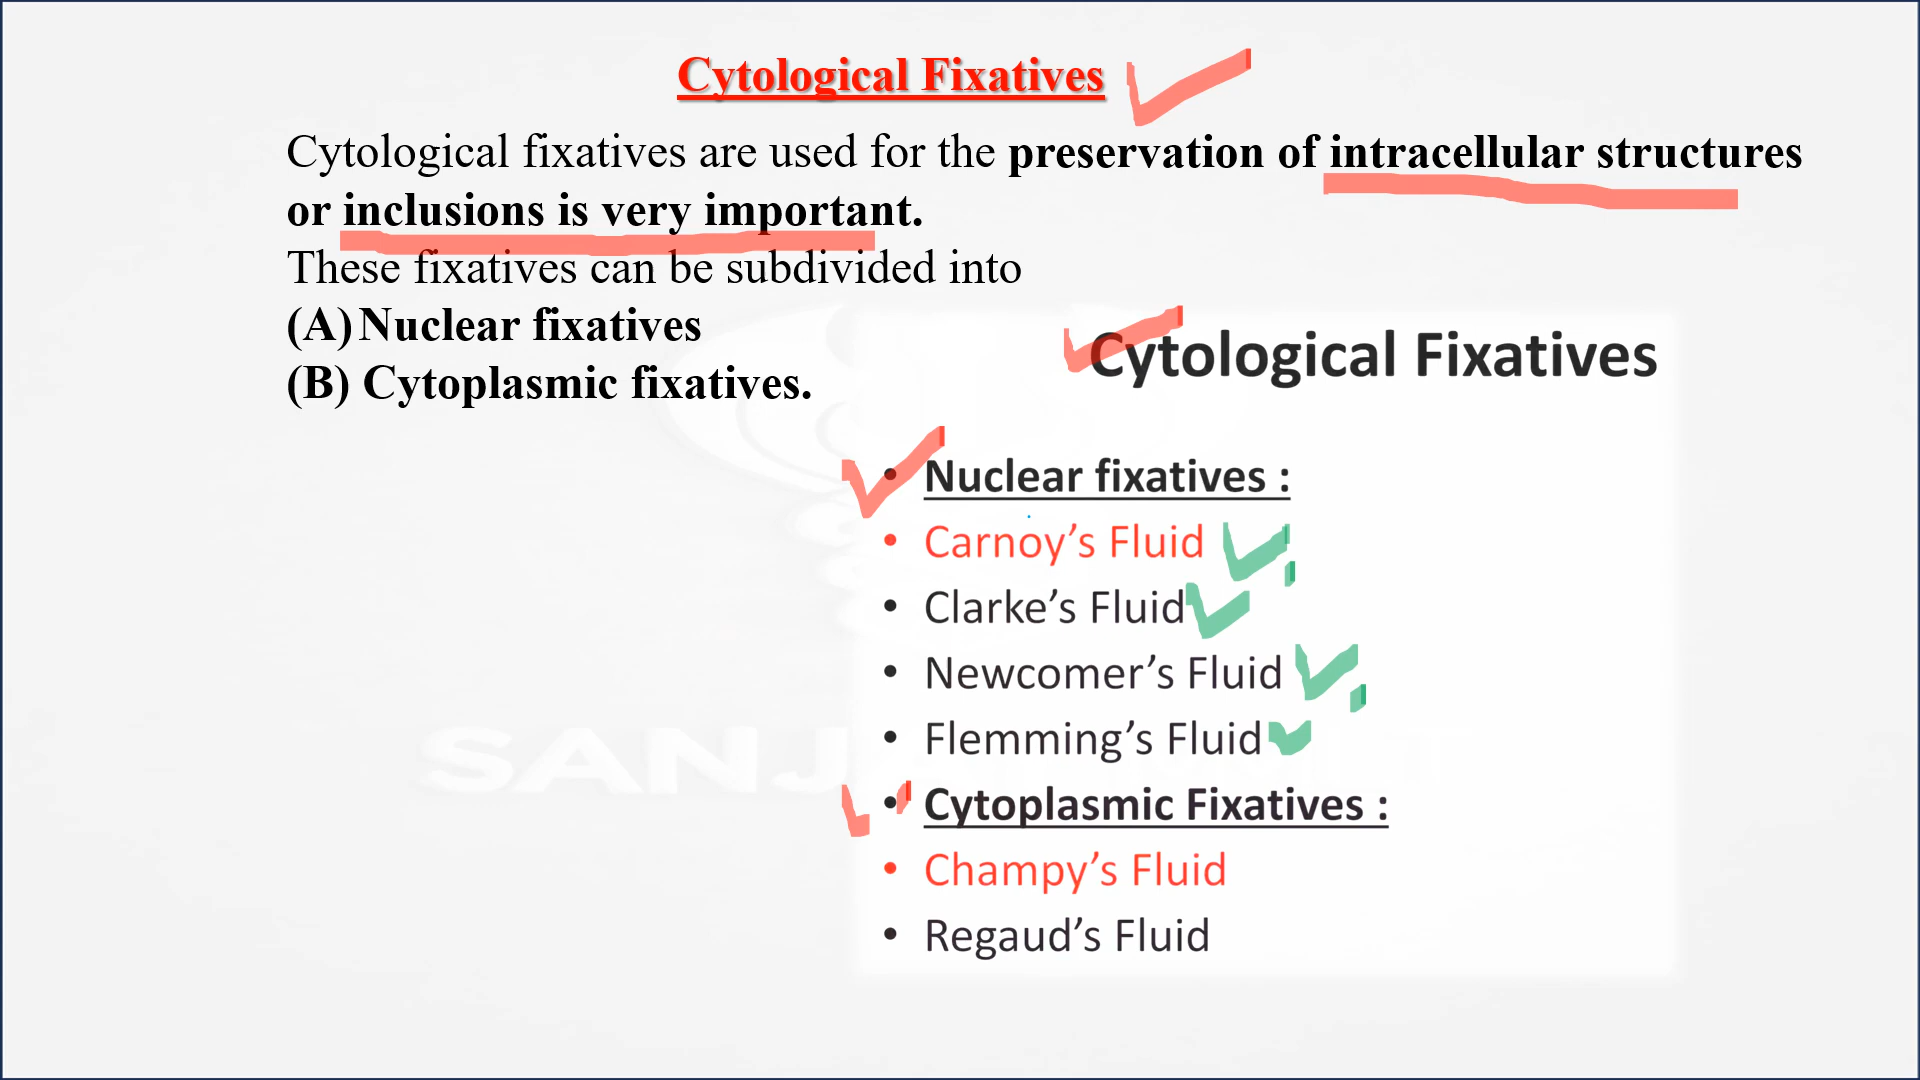 Cytological Fixatives
Cytological fixatives are used for the preservation of intracellular structures
or inclusions is very important.
These fixatives can be subdivided into
(A) Nuclear fixatives
(B) Cytoplasmic fixatives.
Cytological Fixatives
• Nuclear fixatives :
• Carnoy’s Fluid
• Clarke’s Fluid
• Newcomer’s Fluid
• Flemming’s Fluid
• Cytoplasmic Fixatives :
• Champy’s Fluid
• Regaud’s Fluid